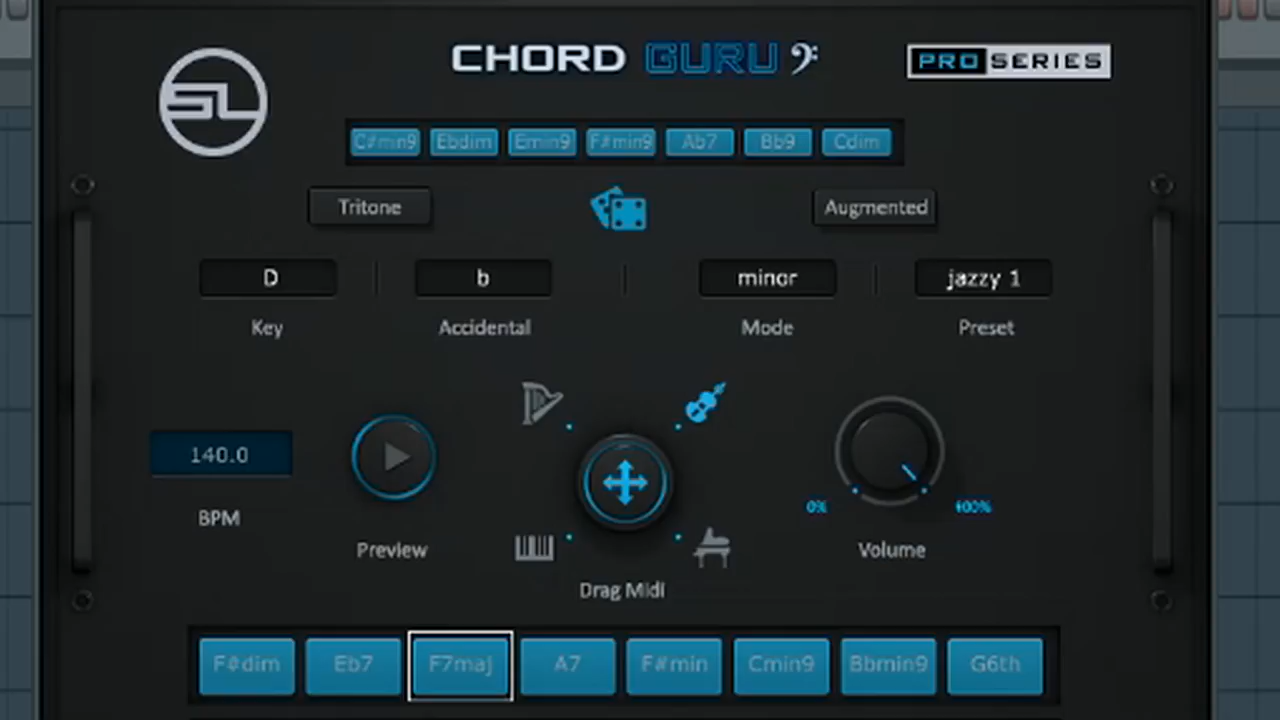 CHORD GURU
PRO SERIES
SL
C#min9 Ebdim Emin9 F#min9 Ab7 Bb9 Cdim
Tritone Augmented
D b minor jazzy 1
Key Accidental Mode Preset
140.0
BPM
0% 100%
Preview Volume
Drag Midi
F#dim Eb7 F7maj A7 F#min Cmin9 Bbmin9 G6th